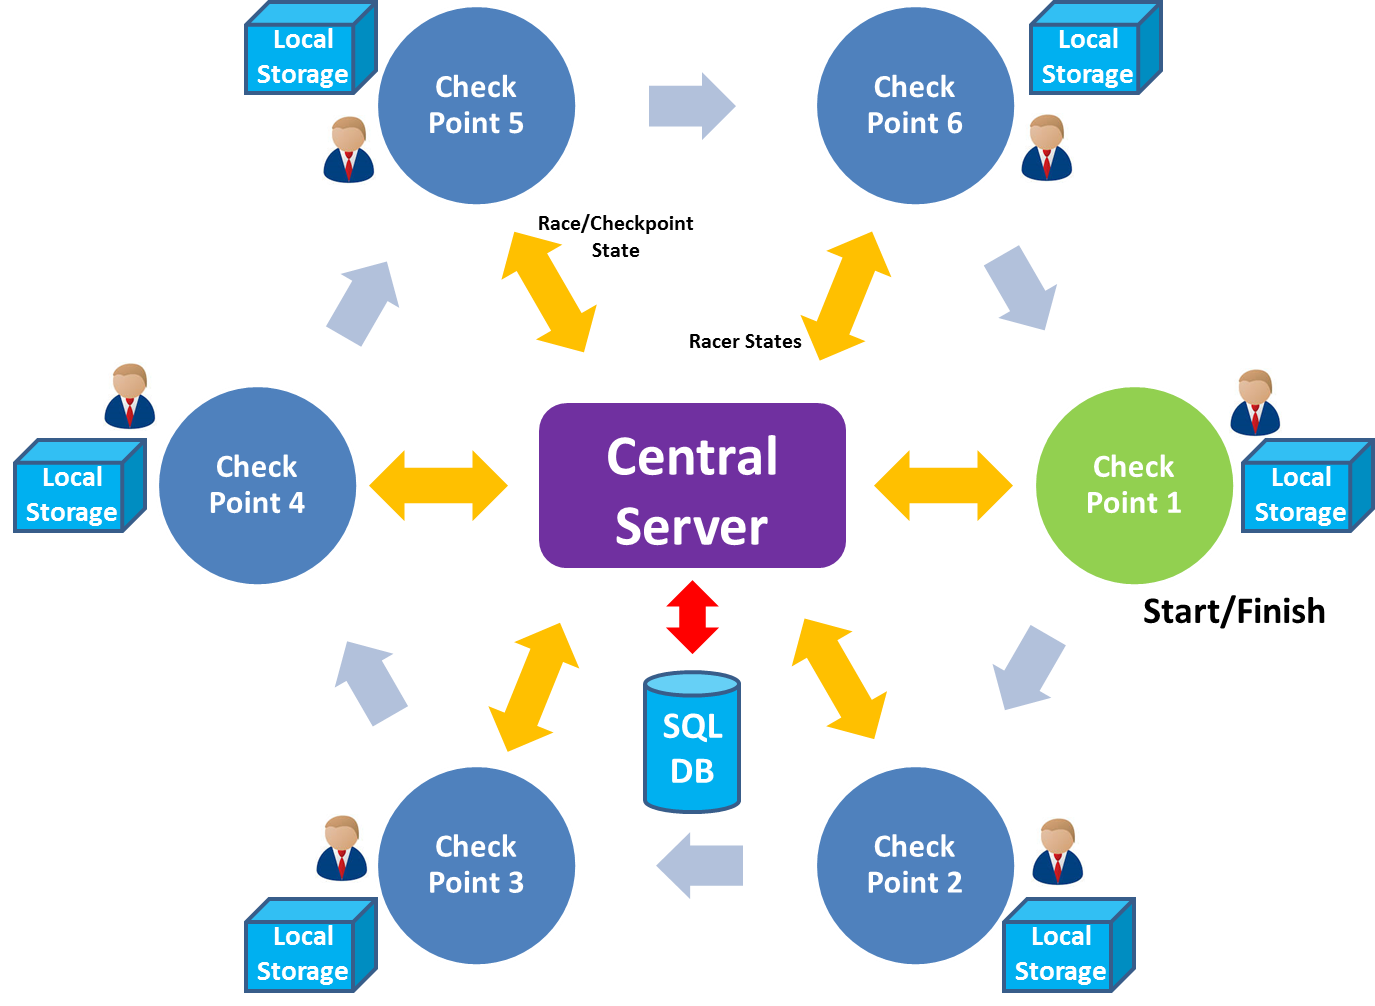 Local
Storage
Check
Point 5
Check
Point 6
Local
Storage
Race/Checkpoint
State
Racer States
Check
Point 4
Local
Storage
Central
Server
Check
Point 1
Local
Storage
Start/Finish
SQL
DB
Check
Point 3
Local
Storage
Check
Point 2
Local
Storage